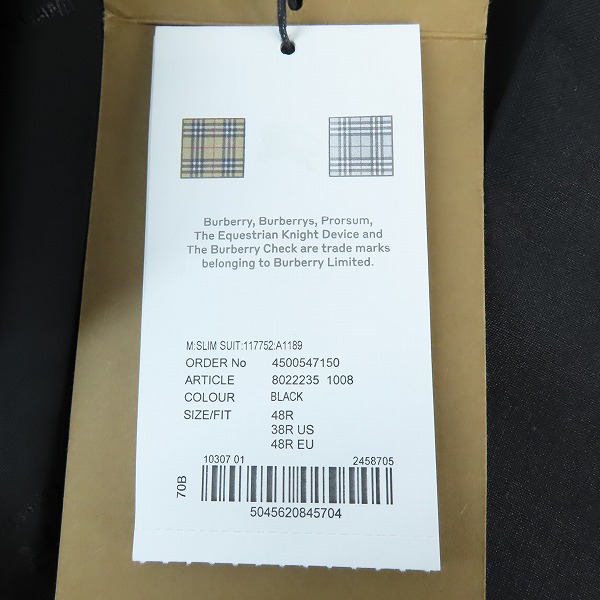 Burberry, Burberrys, Prorsum,
The Equestrian Knight Device and
The Burberry Check are trade marks
belonging to Burberry Limited.
M:SLIM SUIT:117752:A1189
ORDER No 4500547150
ARTICLE 8022235 1008
COLOUR BLACK
SIZE/FIT 48R
38R US
48R EU
10307 01 2458705
70B
5045620845704